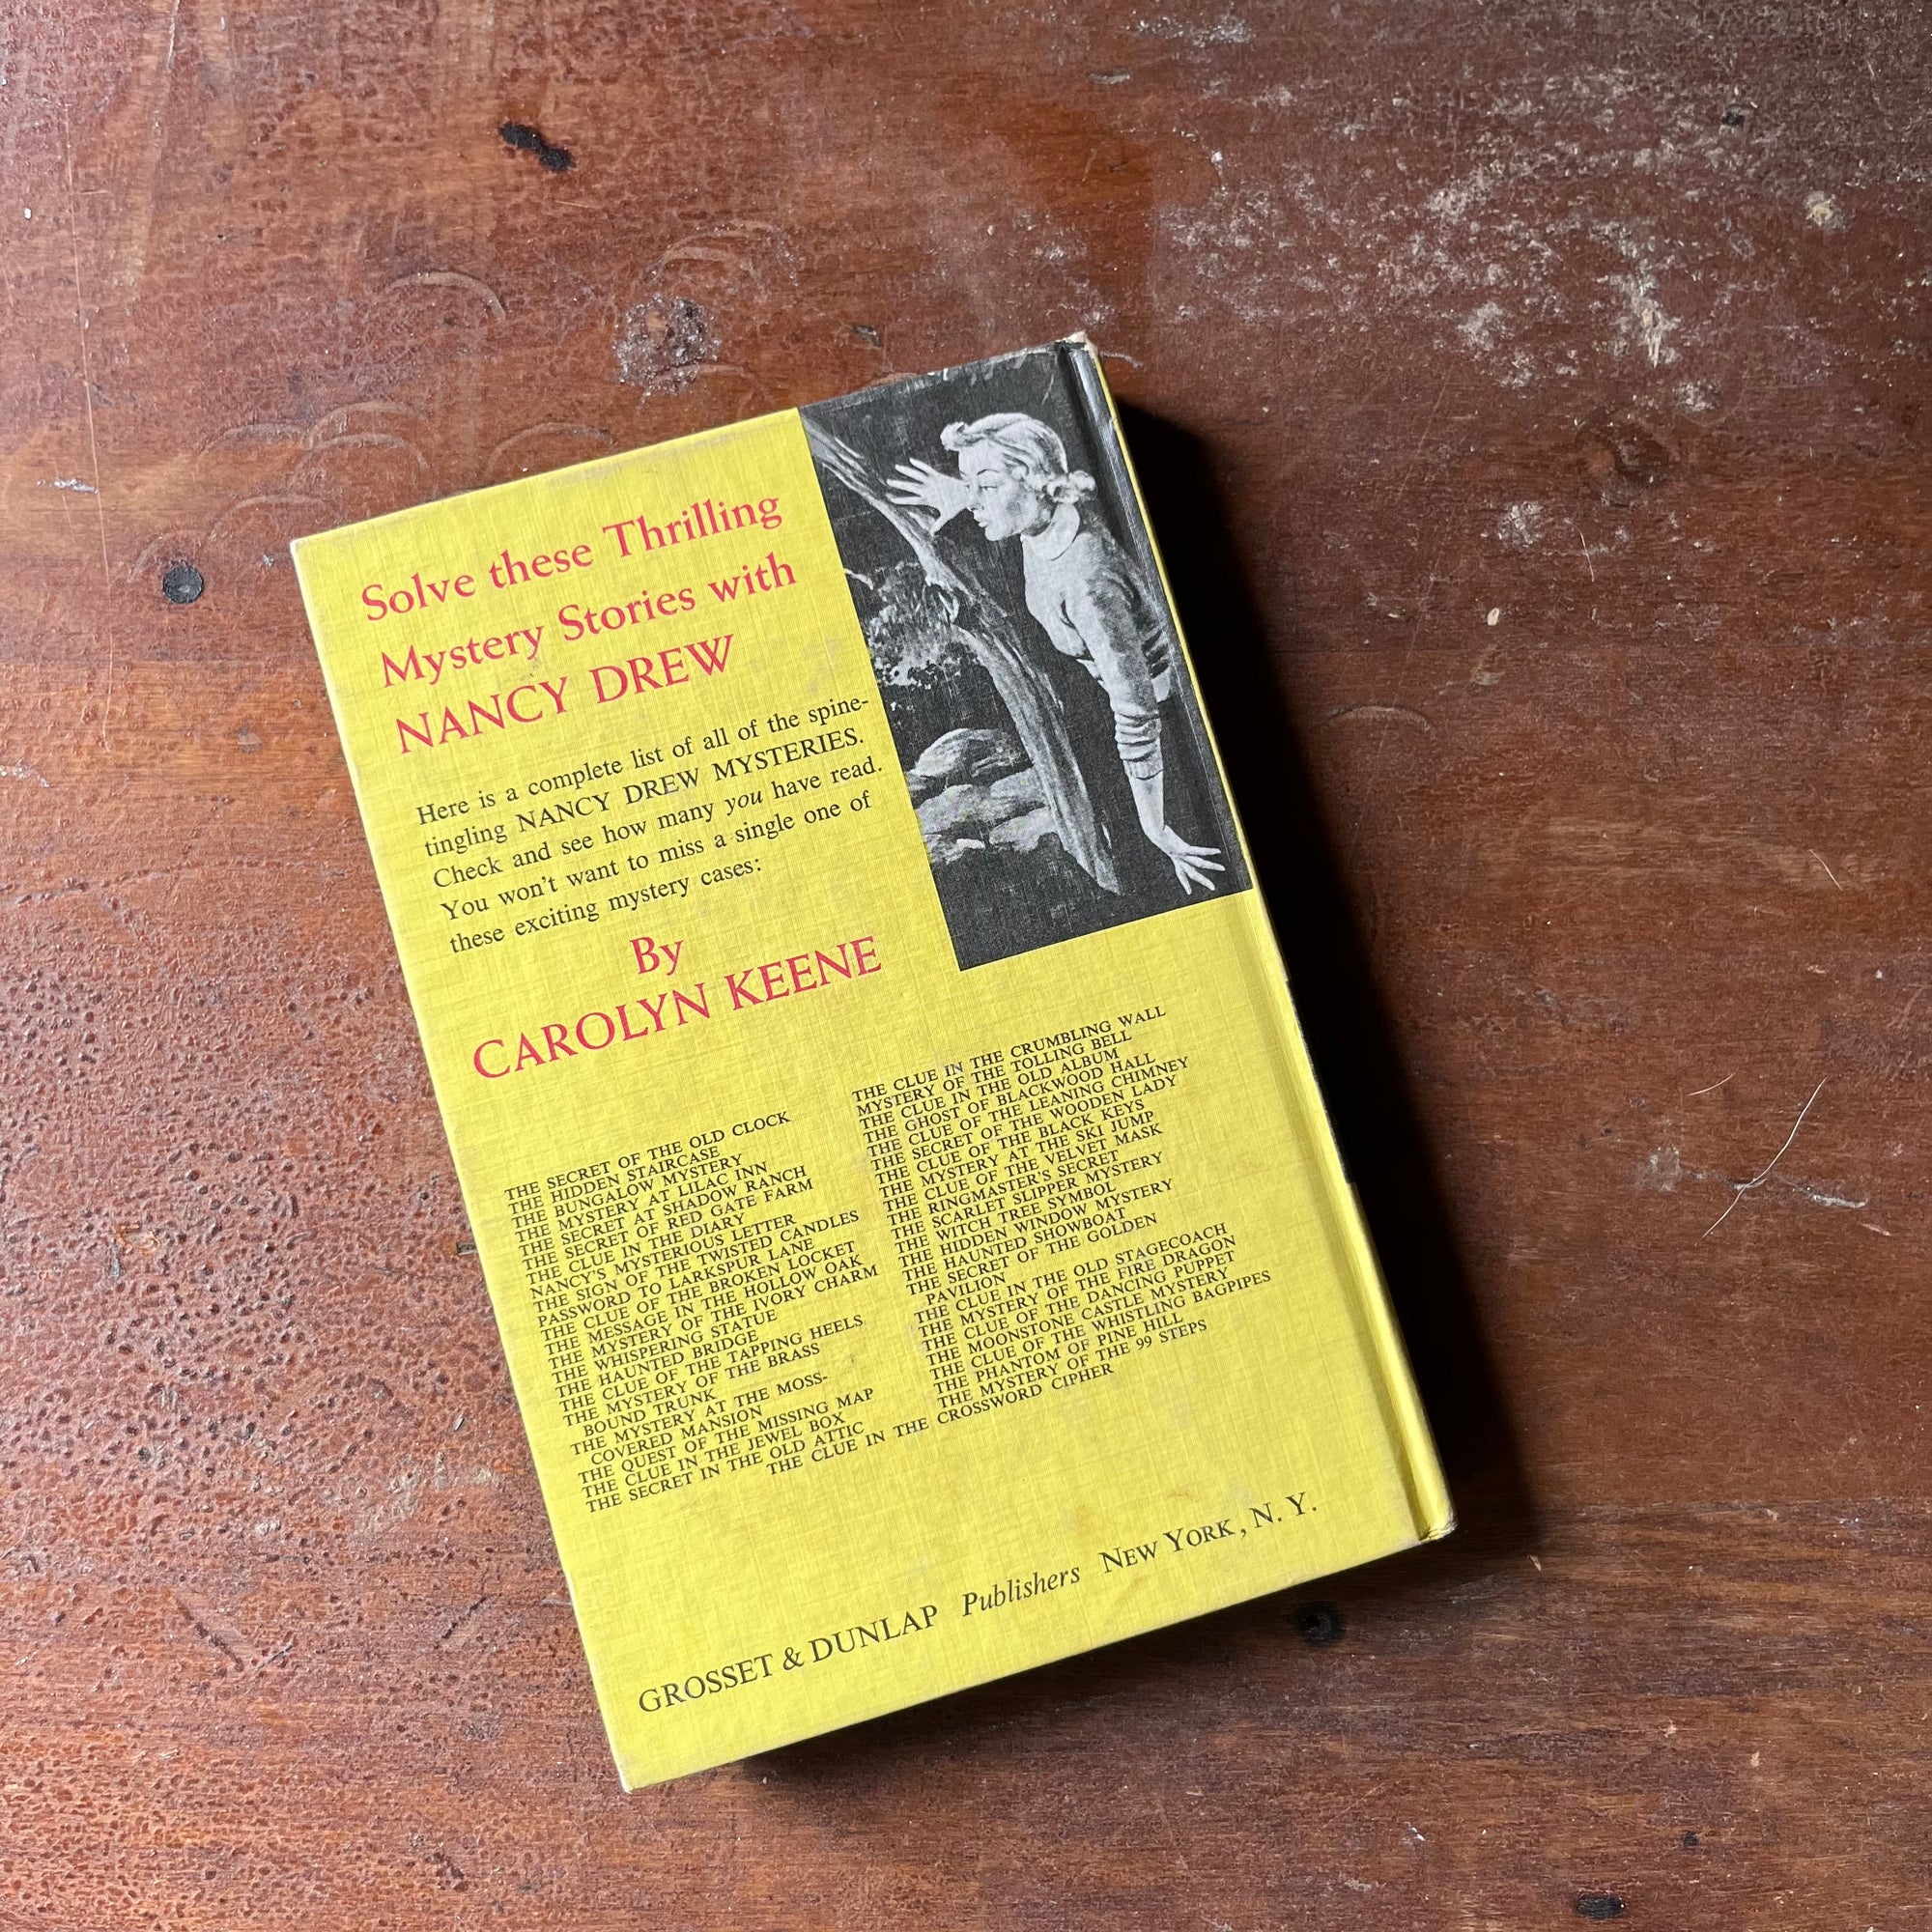 Solve these Thrilling
Mystery Stories with
NANCY DREW
Here is a complete list of all of the spine-
tingling NANCY DREW MYSTERIES.
Check and see how many you have read.
You won't want to miss a single one of
these exciting mystery cases:
By
CAROLYN KEENE
THE SECRET OF THE OLD CLOCK
THE HIDDEN STAIRCASE
THE BUNGALOW MYSTERY
THE MYSTERY AT LILAC INN
THE SECRET AT SHADOW RANCH
THE SECRET OF RED GATE FARM
THE CLUE IN THE DIARY
NANCY'S MYSTERIOUS LETTER
THE SIGN OF THE TWISTED CANDLES
PASSWORD TO LARKSPUR LANE
THE CLUE OF THE BROKEN LOCKET
THE MESSAGE IN THE HOLLOW OAK
THE MYSTERY OF THE IVORY CHARM
THE WHISPERING STATUE
THE HAUNTED BRIDGE
THE CLUE OF THE TAPPING HEELS
THE MYSTERY OF THE BRASS
BOUND TRUNK
THE MYSTERY AT THE MOSS-
COVERED MANSION
THE QUEST OF THE MISSING MAP
THE CLUE IN THE JEWEL BOX
THE SECRET IN THE OLD ATTIC
THE CLUE IN THE CRUMBLING WALL
MYSTERY OF THE TOLLING BELL
THE CLUE IN THE OLD ALBUM
THE GHOST OF BLACKWOOD HALL
THE CLUE OF THE LEANING CHIMNEY
THE SECRET OF THE WOODEN LADY
THE CLUE OF THE BLACK KEYS
THE MYSTERY AT THE SKI JUMP
THE CLUE OF THE VELVET MASK
THE RINGMASTER'S SECRET
THE SCARLET SLIPPER MYSTERY
THE WITCH TREE SYMBOL
THE HIDDEN WINDOW MYSTERY
THE HAUNTED SHOWBOAT
THE SECRET OF THE GOLDEN
PAVILION
THE CLUE IN THE OLD STAGECOACH
THE MYSTERY OF THE FIRE DRAGON
THE CLUE OF THE DANCING PUPPET
THE MOONSTONE CASTLE MYSTERY
THE CLUE OF THE WHISTLING BAGPIPES
THE PHANTOM OF PINE HILL
THE MYSTERY OF THE 99 STEPS
THE CLUE IN THE CROSSWORD CIPHER
GROSSET & DUNLAP Publishers NEW YORK, N. Y.